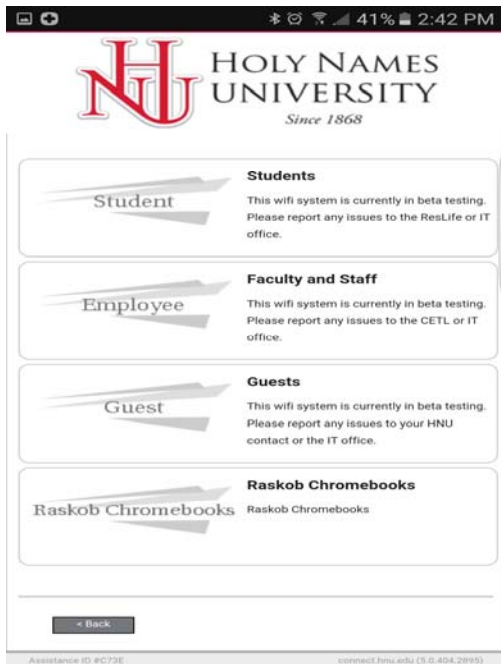 41% 2:42 PM
HNU
HOLY NAMES
UNIVERSITY
Since 1868
Student
Students
This wifi system is currently in beta testing.
Please report any issues to the ResLife or IT
office.
Employee
Faculty and Staff
This wifi system is currently in beta testing.
Please report any issues to the CETL or IT
office.
Guest
Guests
This wifi system is currently in beta testing.
Please report any issues to your HNU
contact or the IT office.
Raskob Chromebooks
Raskob Chromebooks
Raskob Chromebooks
< Back
Assistance ID #C73E connect.hnu.edu (5.0.404.2895)